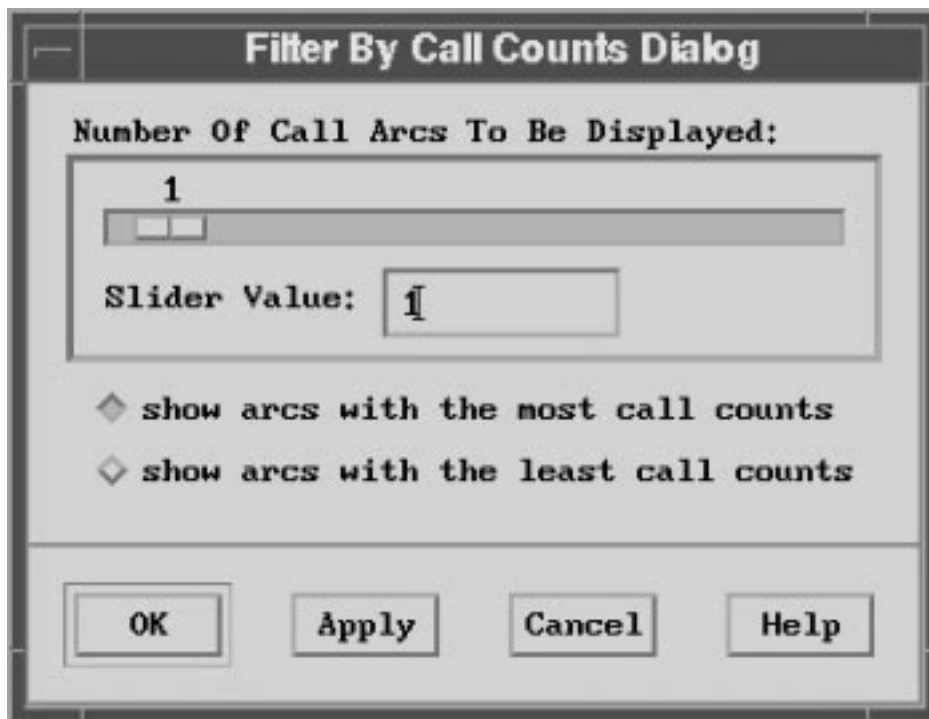 Filter By Call Counts Dialog
Number Of Call Arcs To Be Displayed:
1
Slider Value: 1
show arcs with the most call counts
show arcs with the least call counts
OK Apply Cancel Help